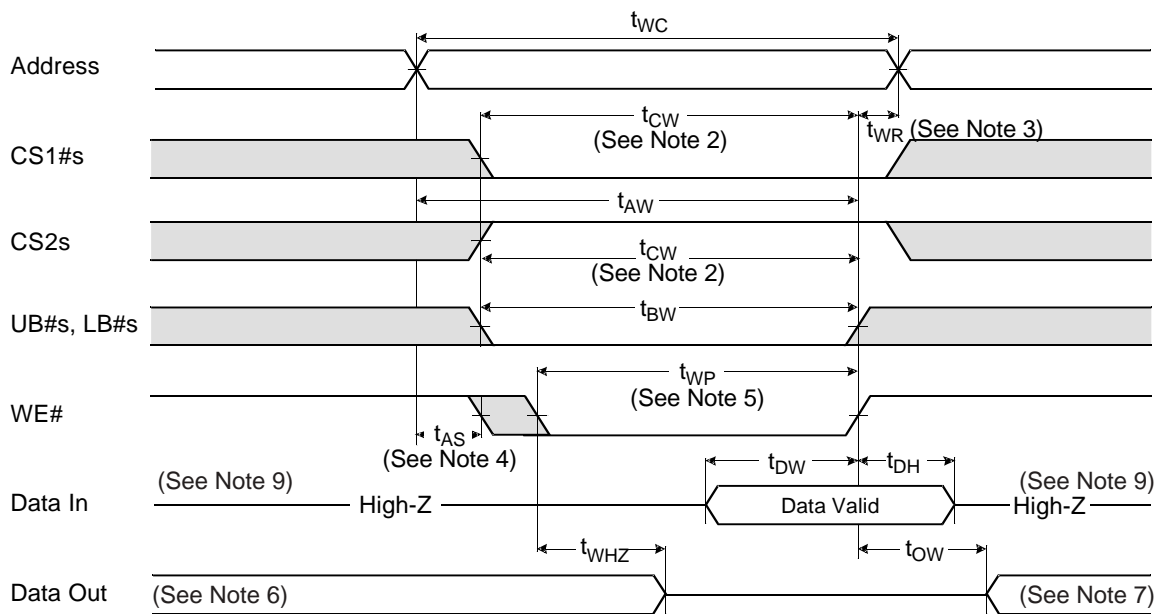 tWC
Address
tCW
(See Note 2)
tWR (See Note 3)
CS1#s
tAW
CS2s
tCW
(See Note 2)
UB#s, LB#s
tBW
tWP
(See Note 5)
WE#
tAS
(See Note 4)
tDW
tDH
(See Note 9)
(See Note 9)
Data In
High-Z
Data Valid
High-Z
tWHZ
tOW
Data Out
(See Note 6)
(See Note 7)